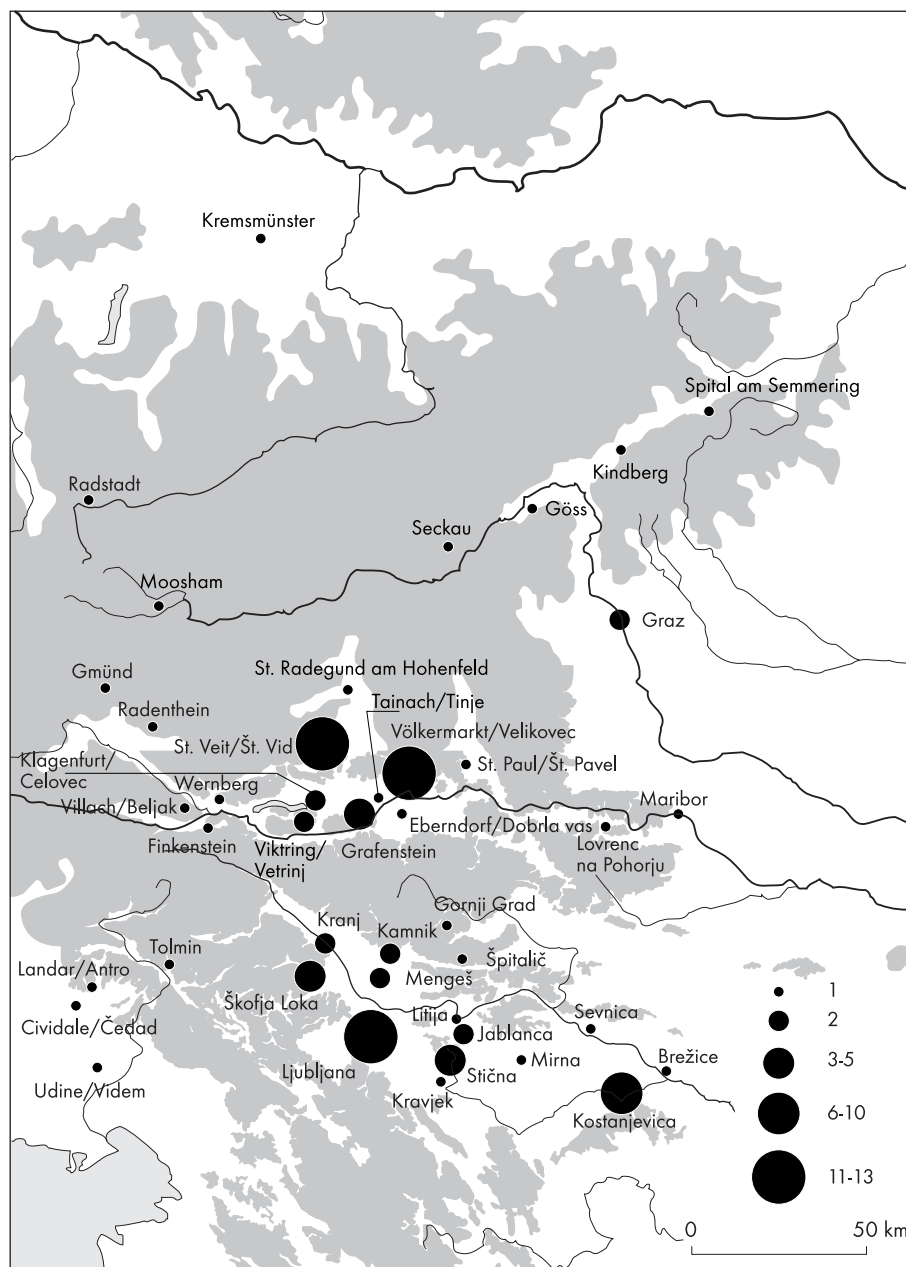 Kremsmünster
Spital am Semmering
Kindberg
Radstadt
Göss
Seckau
Moosham
Graz
St. Radegund am Hohenfeld
Gmünd
Tainach/Tinje
Radenthein
Völkermarkt/Velikovec
St. Veit/Št. Vid
Klagenfurt/
Celovec
St. Paul/Št. Pavel
Wernberg
Villach/Beljak
Maribor
Finkenstein
Viktring/
Vetrinj
Grafenstein
Eberndorf/Dobrla vas
Lovrenc
na Pohorju
Gornji Grad
Kranj
Kamnik
Tolmin
Špitalič
Landar/Antro
Mengeš
Škofja Loka
Cividale/Čedad
Litija
Sevnica
Jablanca
Ljubljana
Mirna
Brežice
Stična
Udine/Videm
Kravjek
Kostanjevica
1
2
3-5
6-10
11-13
0 50 km